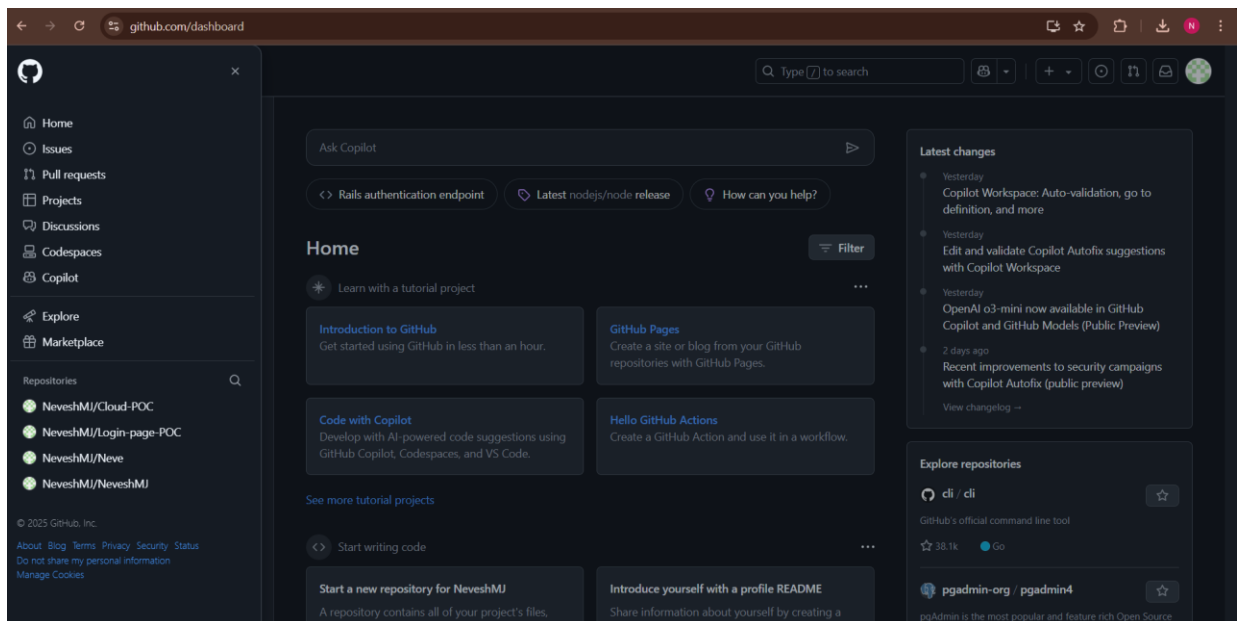 github.com/dashboard
N
Type / to search
Home
Issues
Pull requests
Projects
Discussions
Codespaces
Copilot
Explore
Marketplace
Repositories
NeveshMJ/Cloud-POC
NeveshMJ/Login-page-POC
NeveshMJ/Neve
NeveshMJ/NeveshMJ
© 2025 GitHub, Inc.
About Blog Terms Privacy Security Status
Do not share my personal information
Manage Cookies
Ask Copilot
Rails authentication endpoint
Latest nodejs/node release
How can you help?
Home
Filter
Learn with a tutorial project
Introduction to GitHub
Get started using GitHub in less than an hour.
GitHub Pages
Create a site or blog from your GitHub
repositories with GitHub Pages.
Code with Copilot
Develop with AI-powered code suggestions using
GitHub Copilot, Codespaces, and VS Code.
Hello GitHub Actions
Create a GitHub Action and use it in a workflow.
See more tutorial projects
Start writing code
Start a new repository for NeveshMJ
A repository contains all of your project's files,
Introduce yourself with a profile README
Share information about yourself by creating a
Latest changes
Yesterday
Copilot Workspace: Auto-validation, go to
definition, and more
Yesterday
Edit and validate Copilot Autofix suggestions
with Copilot Workspace
Yesterday
OpenAI o3-mini now available in GitHub
Copilot and GitHub Models (Public Preview)
2 days ago
Recent improvements to security campaigns
with Copilot Autofix (public preview)
View changelog →
Explore repositories
cli / cli
GitHub's official command line tool
38.1k Go
pgadmin-org / pgadmin4
pgAdmin is the most popular and feature rich Open Source